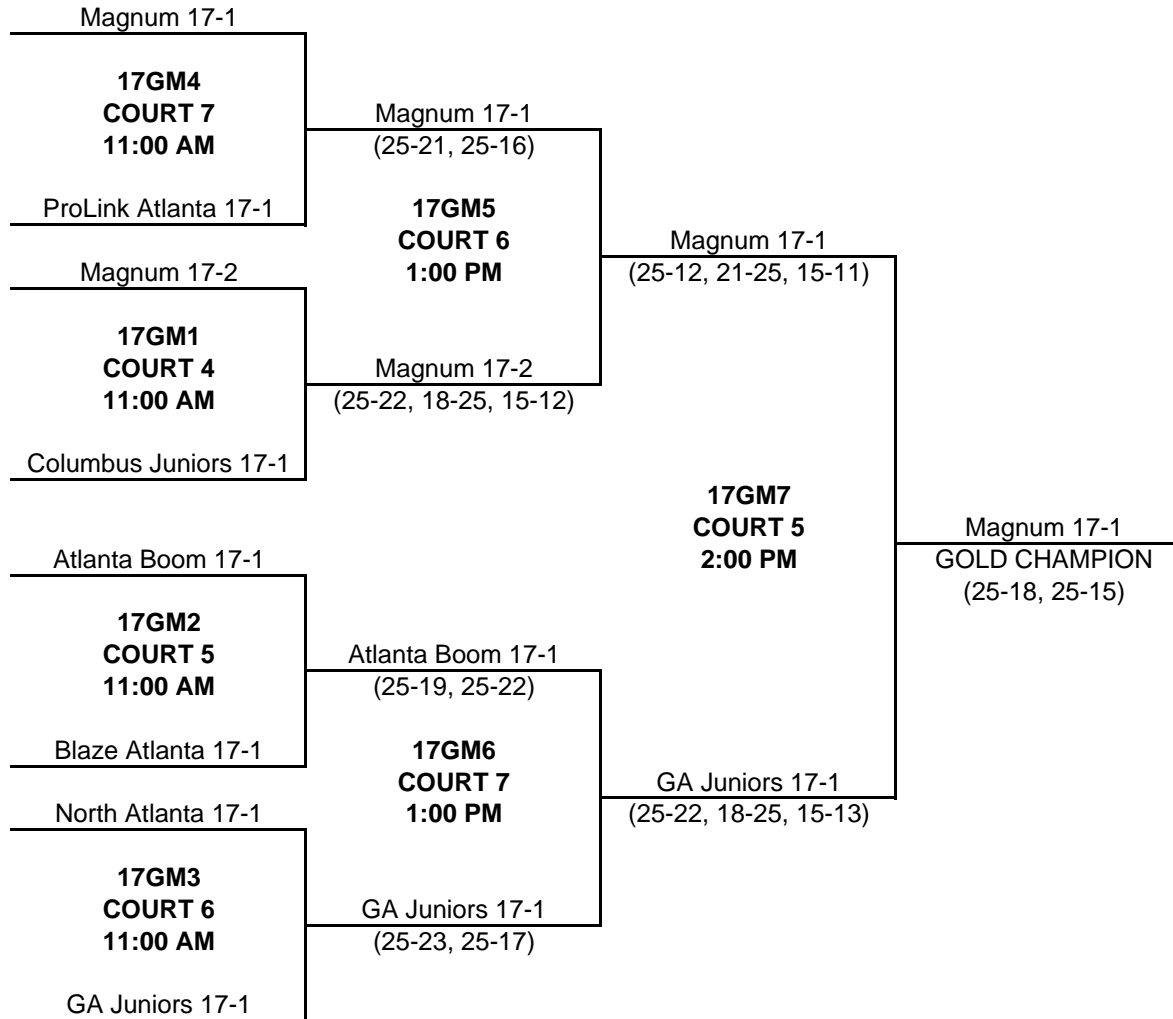 Magnum 17-1
17GM4
COURT 7
11:00 AM
Magnum 17-1
(25-21, 25-16)
ProLink Atlanta 17-1
17GM5
COURT 6
1:00 PM
Magnum 17-1
(25-12, 21-25, 15-11)
Magnum 17-2
17GM1
COURT 4
11:00 AM
Magnum 17-2
(25-22, 18-25, 15-12)
Columbus Juniors 17-1
17GM7
COURT 5
2:00 PM
Magnum 17-1
GOLD CHAMPION
(25-18, 25-15)
Atlanta Boom 17-1
17GM2
COURT 5
11:00 AM
Atlanta Boom 17-1
(25-19, 25-22)
Blaze Atlanta 17-1
17GM6
COURT 7
1:00 PM
GA Juniors 17-1
(25-22, 18-25, 15-13)
North Atlanta 17-1
17GM3
COURT 6
11:00 AM
GA Juniors 17-1
(25-23, 25-17)
GA Juniors 17-1